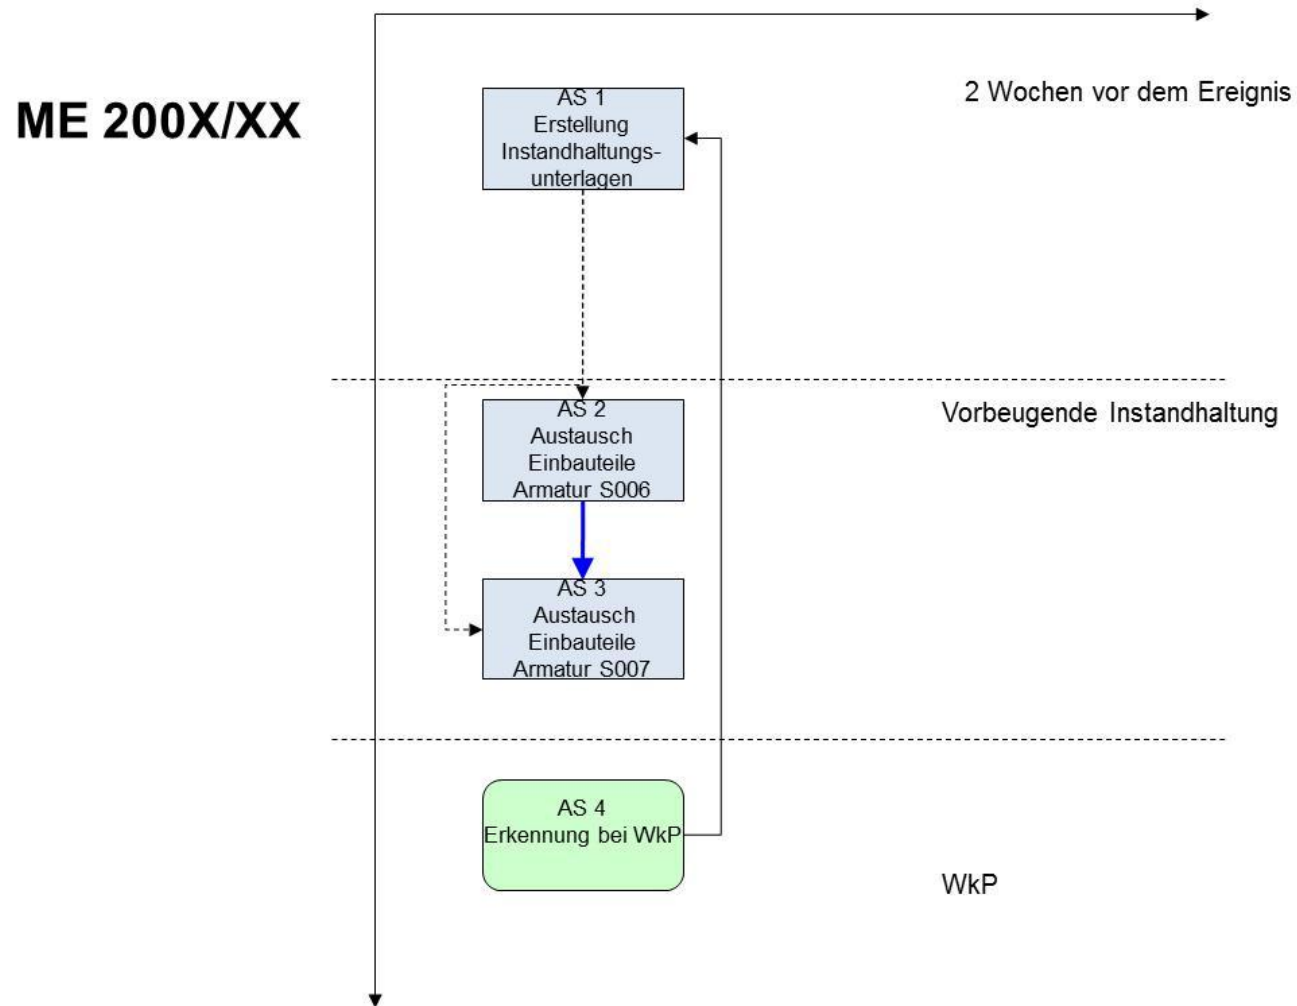 2 Wochen vor dem Ereignis
ME 200X/XX
AS 1
Erstellung
Instandhaltungs-
unterlagen
Vorbeugende Instandhaltung
AS 2
Austausch
Einbauteile
Armatur S006
AS 3
Austausch
Einbauteile
Armatur S007
AS 4
Erkennung bei WkP
WkP